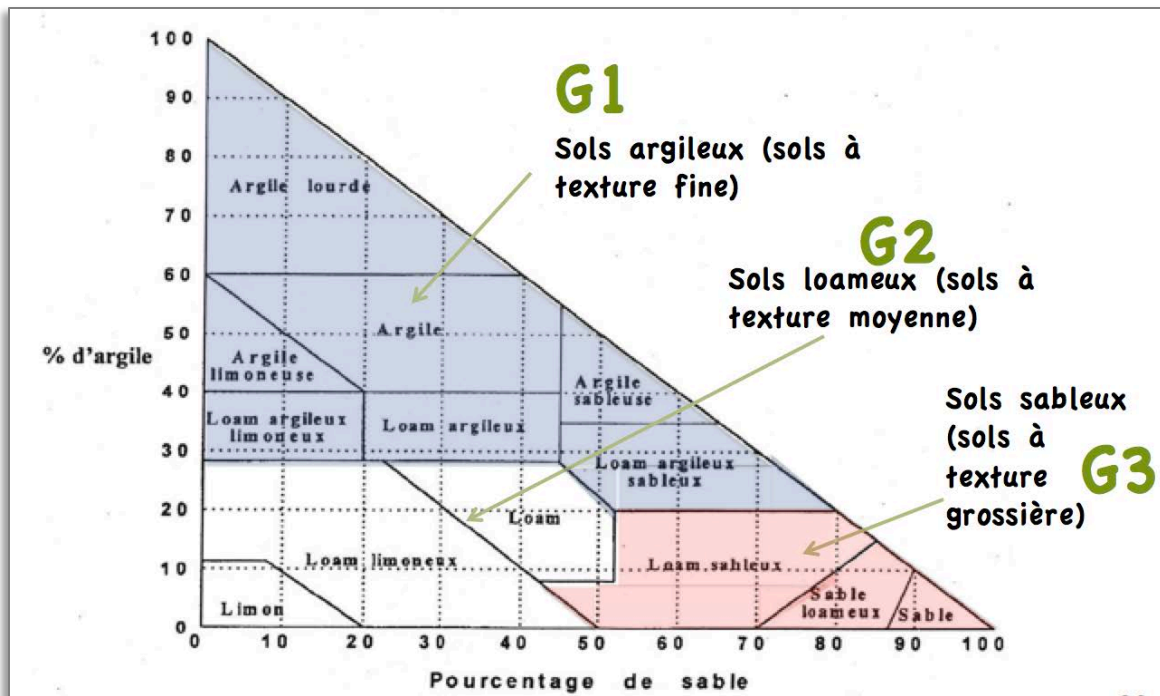 G1
Sols argileux (sols à
texture fine)
G2
Sols loameux (sols à
texture moyenne)
G3
Sols sableux
(sols à
texture
grossière)
% d'argile
100
90
80
70
60
50
40
30
20
10
0
Argile lourde
Argile
Argile
limoneuse
Argile
sableuse
Loam argileux
limoneux
Loam argileux
Loam argileux
sableux
Loam
Loam limoneux
Loam sableux
Limon
Sable
loameux
Sable
0 10 20 30 40 50 60 70 80 90 100
Pourcentage de sable